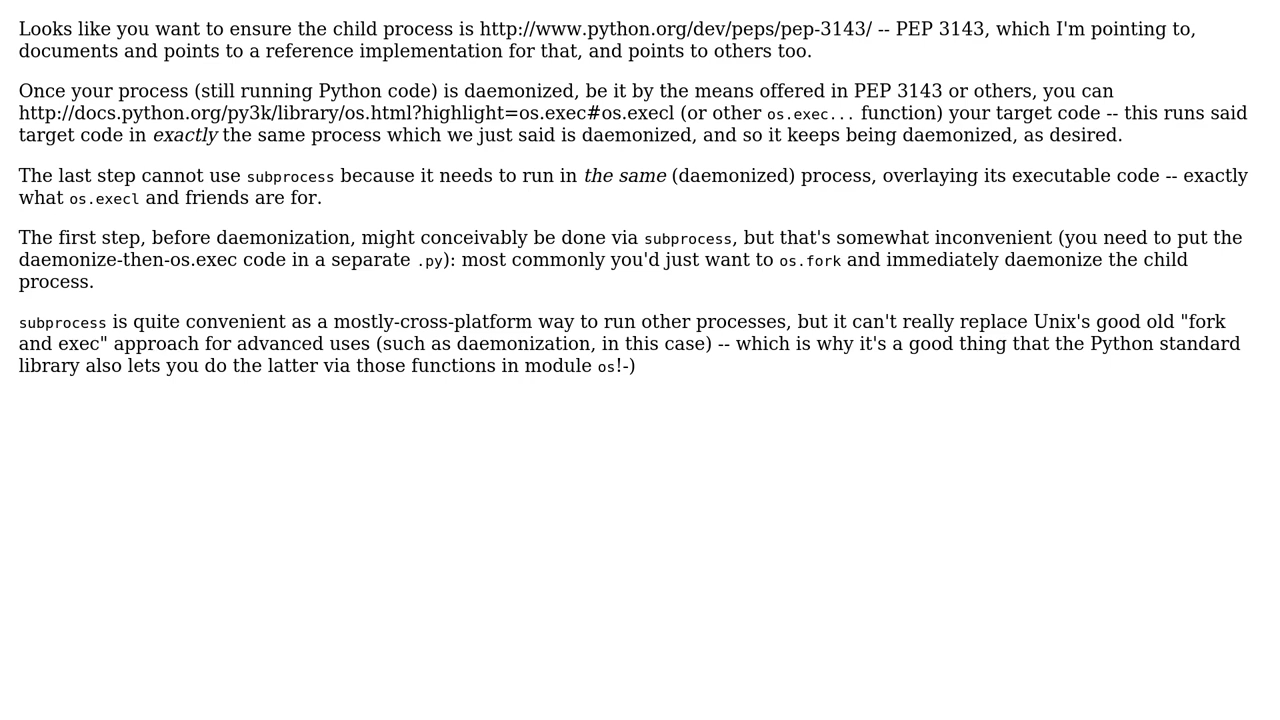 Looks like you want to ensure the child process is http://www.python.org/dev/peps/pep-3143/ -- PEP 3143, which I'm pointing to,
documents and points to a reference implementation for that, and points to others too.
Once your process (still running Python code) is daemonized, be it by the means offered in PEP 3143 or others, you can
http://docs.python.org/py3k/library/os.html?highlight=os.exec#os.execl (or other os.exec... function) your target code -- this runs said
target code in exactly the same process which we just said is daemonized, and so it keeps being daemonized, as desired.
The last step cannot use subprocess because it needs to run in the same (daemonized) process, overlaying its executable code -- exactly
what os.execl and friends are for.
The first step, before daemonization, might conceivably be done via subprocess, but that's somewhat inconvenient (you need to put the
daemonize-then-os.exec code in a separate .py): most commonly you'd just want to os.fork and immediately daemonize the child
process.
subprocess is quite convenient as a mostly-cross-platform way to run other processes, but it can't really replace Unix's good old "fork
and exec" approach for advanced uses (such as daemonization, in this case) -- which is why it's a good thing that the Python standard
library also lets you do the latter via those functions in module os!-)